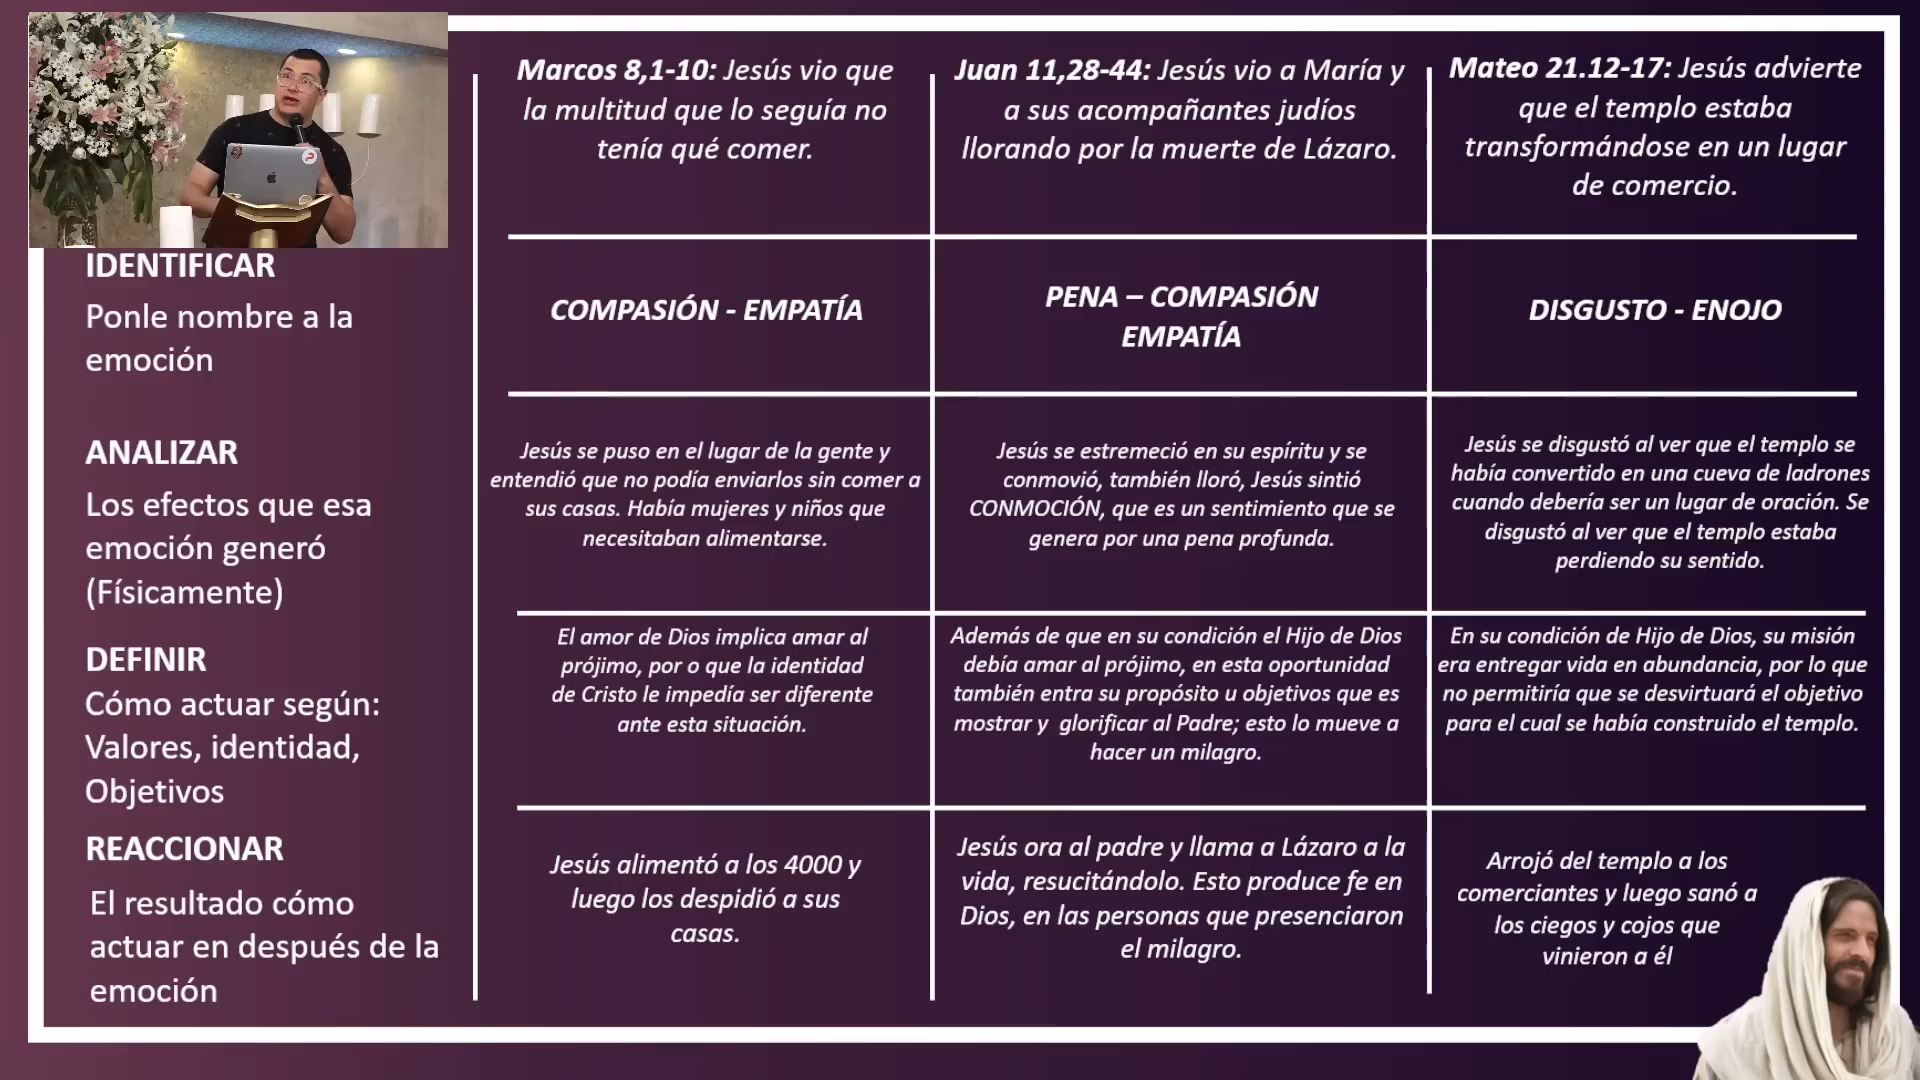 Marcos 8,1-10: Jesús vio que
la multitud que lo seguía no
tenía qué comer.
Juan 11,28-44: Jesús vio a María y
a sus acompañantes judíos
llorando por la muerte de Lázaro.
Mateo 21.12-17: Jesús advierte
que el templo estaba
transformándose en un lugar
de comercio.
IDENTIFICAR
Ponle nombre a la
emoción
COMPASIÓN - EMPATÍA
PENA – COMPASIÓN
EMPATÍA
DISGUSTO - ENOJO
ANALIZAR
Los efectos que esa
emoción generó
(Físicamente)
Jesús se puso en el lugar de la gente y
entendió que no podía enviarlos sin comer a
sus casas. Había mujeres y niños que
necesitaban alimentarse.
Jesús se estremeció en su espíritu y se
conmovió, también lloró, Jesús sintió
CONMOCIÓN, que es un sentimiento que se
genera por una pena profunda.
Jesús se disgustó al ver que el templo se
había convertido en una cueva de ladrones
cuando debería ser un lugar de oración. Se
disgustó al ver que el templo estaba
perdiendo su sentido.
DEFINIR
Cómo actuar según:
Valores, identidad,
Objetivos
El amor de Dios implica amar al
prójimo, por o que la identidad
de Cristo le impedía ser diferente
ante esta situación.
Además de que en su condición el Hijo de Dios
debía amar al prójimo, en esta oportunidad
también entra su propósito u objetivos que es
mostrar y glorificar al Padre; esto lo mueve a
hacer un milagro.
En su condición de Hijo de Dios, su misión
era entregar vida en abundancia, por lo que
no permitiría que se desvirtuará el objetivo
para el cual se había construido el templo.
REACCIONAR
El resultado cómo
actuar en después de la
emoción
Jesús alimentó a los 4000 y
luego los despidió a sus
casas.
Jesús ora al padre y llama a Lázaro a la
vida, resucitándolo. Esto produce fe en
Dios, en las personas que presenciaron
el milagro.
Arrojó del templo a los
comerciantes y luego sanó a
los ciegos y cojos que
vinieron a él